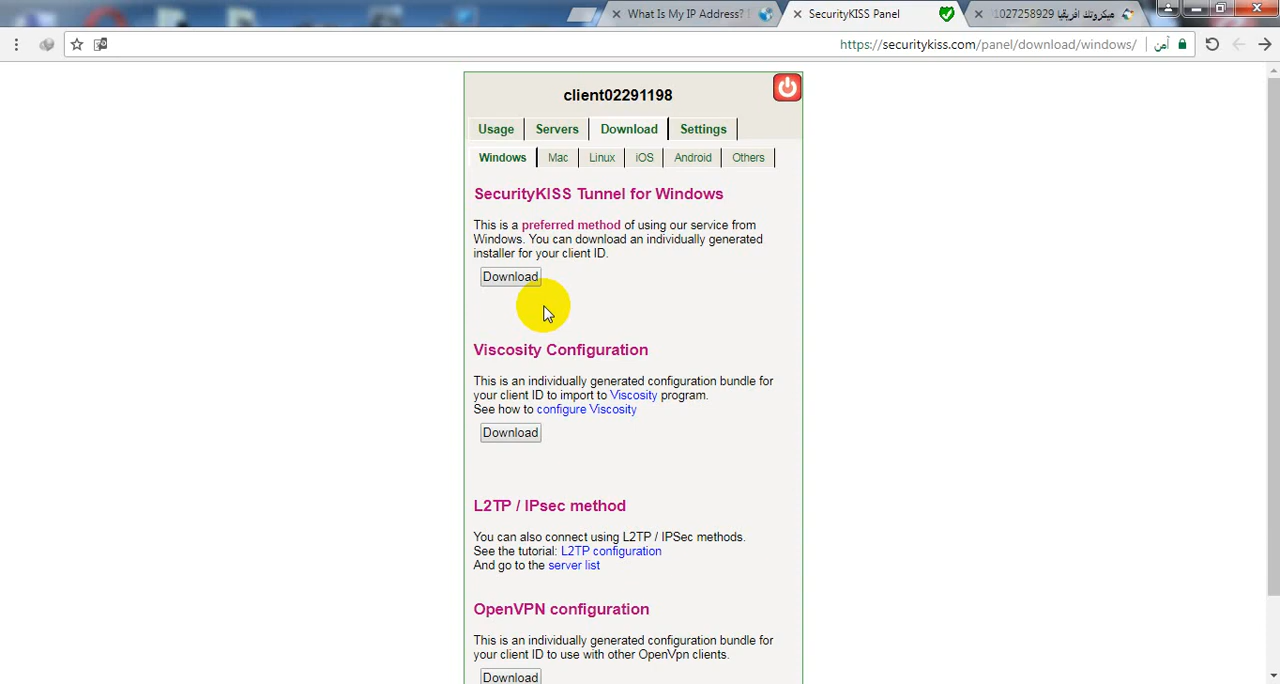 What Is My IP Address?
SecurityKISS Panel
ميكروتك افريقيا 01027258929
https://securitykiss.com/panel/download/windows/
آمن
client02291198
Usage
Servers
Download
Settings
Windows
Mac
Linux
iOS
Android
Others
SecurityKISS Tunnel for Windows
This is a preferred method of using our service from
Windows. You can download an individually generated
installer for your client ID.
Download
Viscosity Configuration
This is an individually generated configuration bundle for
your client ID to import to Viscosity program.
See how to configure Viscosity
Download
L2TP / IPsec method
You can also connect using L2TP / IPSec methods.
See the tutorial: L2TP configuration
And go to the server list
OpenVPN configuration
This is an individually generated configuration bundle for
your client ID to use with other OpenVpn clients.
Download